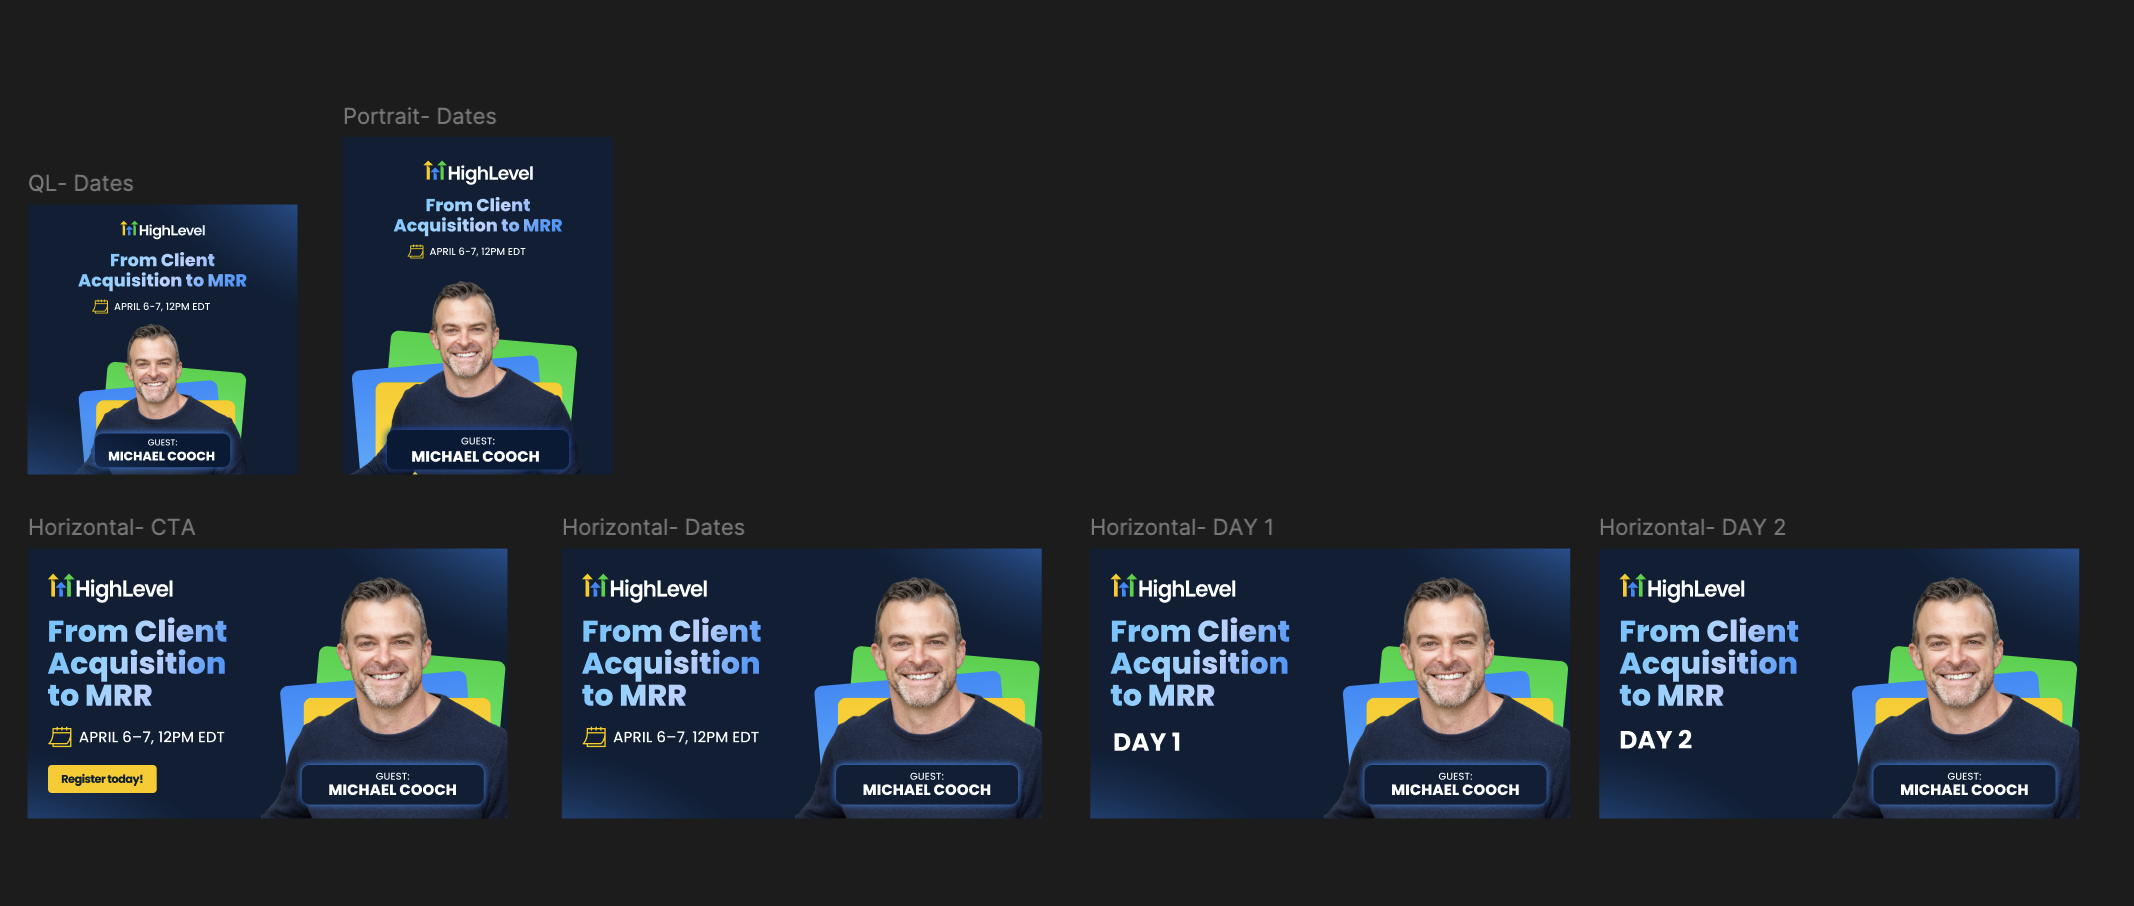 Portrait- Dates
HighLevel
From Client
Acquisition to MRR
APRIL 6-7, 12PM EDT
GUEST:
MICHAEL COOCH
QL- Dates
HighLevel
From Client
Acquisition to MRR
APRIL 6-7, 12PM EDT
GUEST:
MICHAEL COOCH
Horizontal- CTA
HighLevel
From Client
Acquisition
to MRR
APRIL 6–7, 12PM EDT
Register today!
GUEST:
MICHAEL COOCH
Horizontal- Dates
HighLevel
From Client
Acquisition
to MRR
APRIL 6–7, 12PM EDT
GUEST:
MICHAEL COOCH
Horizontal- DAY 1
HighLevel
From Client
Acquisition
to MRR
DAY 1
GUEST:
MICHAEL COOCH
Horizontal- DAY 2
HighLevel
From Client
Acquisition
to MRR
DAY 2
GUEST:
MICHAEL COOCH